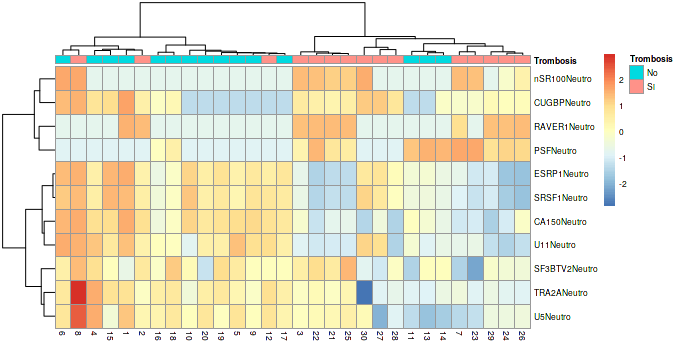 Trombosis
nSR100Neutro
CUGBPNeutro
RAVER1Neutro
PSFNeutro
ESRP1Neutro
SRSF1Neutro
CA150Neutro
U11Neutro
SF3BTV2Neutro
TRA2ANeutro
U5Neutro
6 8 4 15 1 2 16 18 10 20 19 5 9 12 17 3 22 21 25 30 27 28 11 13 14 7 23 29 24 26
2
1
0
-1
-2
Trombosis
No
SI